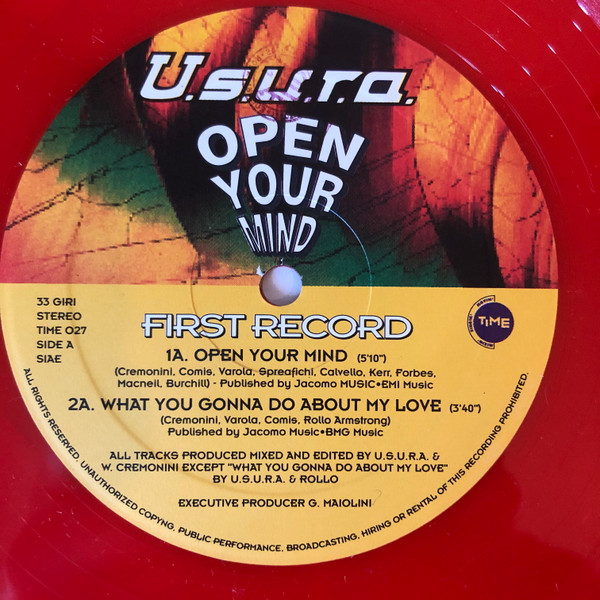 U.s.u.r.a.
OPEN
YOUR
MIND
33 GIRI
STEREO
TIME 027
SIDE A
SIAE
FIRST RECORD
TIME
1A. OPEN YOUR MIND (5'10")
(Cremonini, Comis, Varola, Spreafichi, Calvello, Kerr, Forbes,
Macneil, Burchill) - Published by Jacomo MUSIC•EMI Music
2A. WHAT YOU GONNA DO ABOUT MY LOVE (3'40")
(Cremonini, Varola, Comis, Rollo Armstrong)
Published by Jacomo Music•BMG Music
ALL TRACKS PRODUCED MIXED AND EDITED BY U.S.U.R.A. &
W. CREMONINI EXCEPT "WHAT YOU GONNA DO ABOUT MY LOVE"
BY U.S.U.R.A. & ROLLO
EXECUTIVE PRODUCER G. MAIOLINI
ALL RIGHTS RESERVED. UNAUTHORIZED COPYNG. PUBLIC PERFORMANCE. BROADCASTING. HIRING OR RENTAL OF THIS RECORDING PROHIBITED.